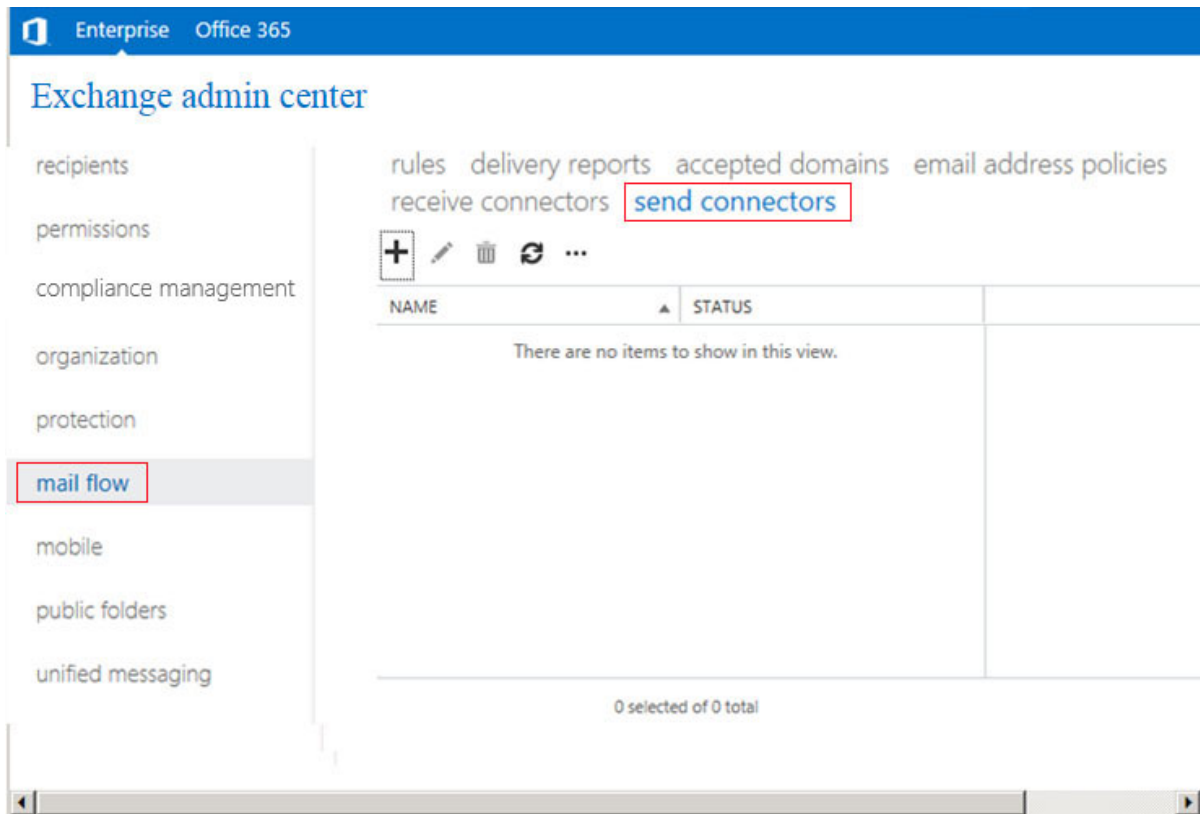 Enterprise Office 365
Exchange admin center
recipients
permissions
compliance management
organization
protection
mail flow
mobile
public folders
unified messaging
rules delivery reports accepted domains email address policies
receive connectors send connectors
NAME STATUS
There are no items to show in this view.
0 selected of 0 total